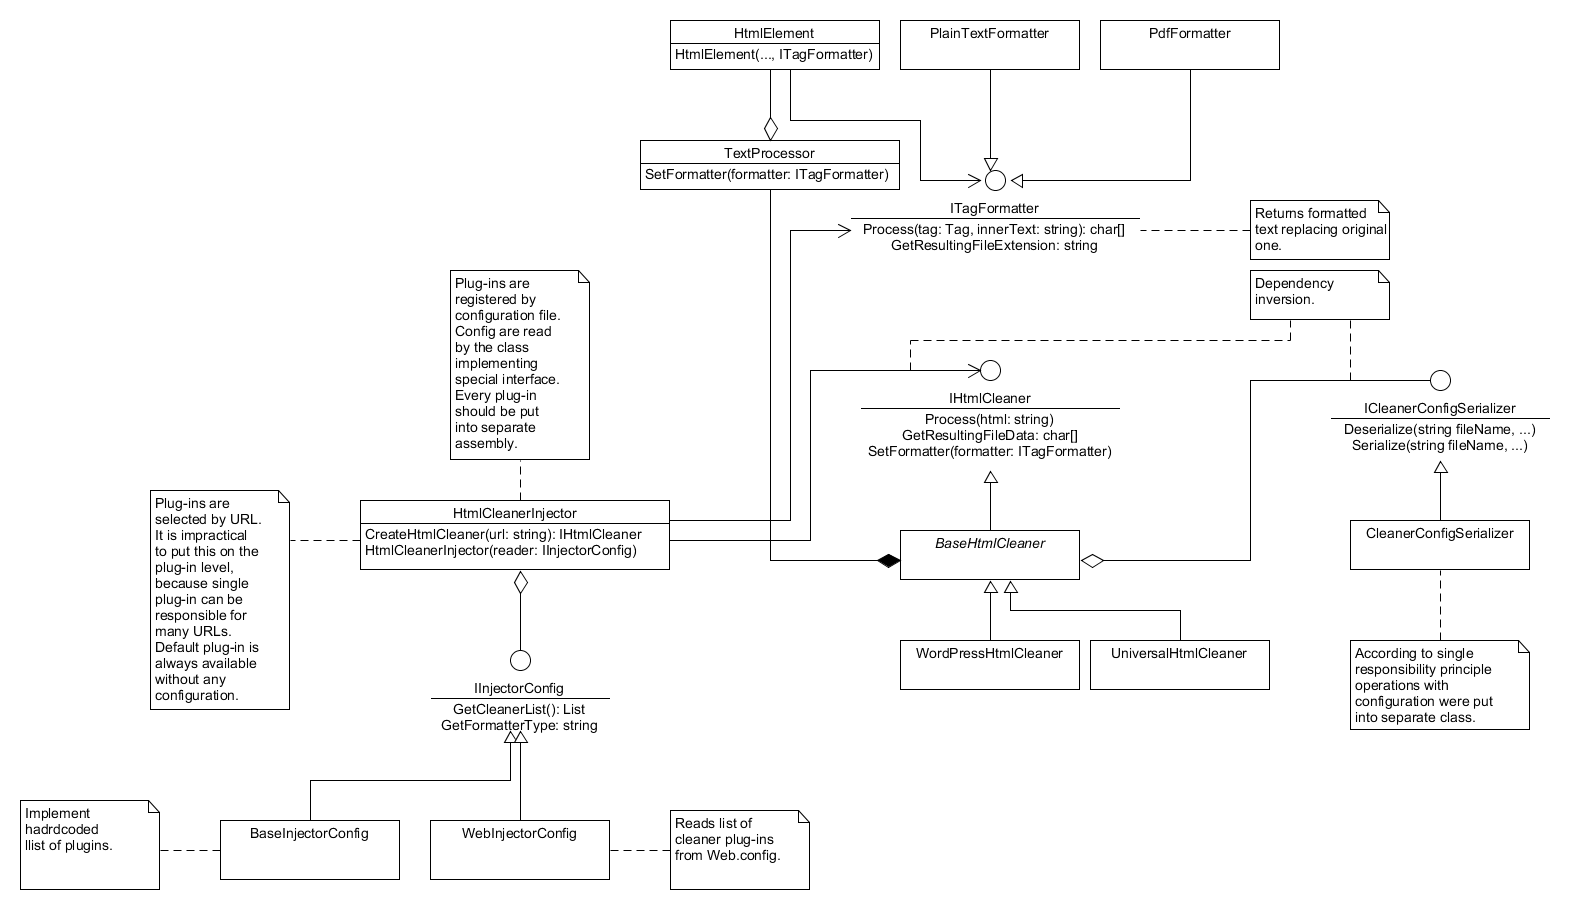 HtmlElement
HtmlElement(..., ITagFormatter)
PlainTextFormatter
PdfFormatter
TextProcessor
SetFormatter(formatter: ITagFormatter)
ITagFormatter
Process(tag: Tag, innerText: string): char[]
GetResultingFileExtension: string
Returns formatted
text replacing original
one.
Dependency
inversion.
Plug-ins are
registered by
configuration file.
Config are read
by the class
implementing
special interface.
Every plug-in
should be put
into separate
assembly.
IHtmlCleaner
Process(html: string)
GetResultingFileData: char[]
SetFormatter(formatter: ITagFormatter)
ICleanerConfigSerializer
Deserialize(string fileName, ...)
Serialize(string fileName, ...)
Plug-ins are
selected by URL.
It is impractical
to put this on the
plug-in level,
because single
plug-in can be
responsible for
many URLs.
Default plug-in is
always available
without any
configuration.
HtmlCleanerInjector
CreateHtmlCleaner(url: string): IHtmlCleaner
HtmlCleanerInjector(reader: IInjectorConfig)
BaseHtmlCleaner
CleanerConfigSerializer
WordPressHtmlCleaner
UniversalHtmlCleaner
According to single
responsibility principle
operations with
configuration were put
into separate class.
IInjectorConfig
GetCleanerList(): List
GetFormatterType: string
Implement
hadrdcoded
llist of plugins.
BaseInjectorConfig
WebInjectorConfig
Reads list of
cleaner plug-ins
from Web.config.